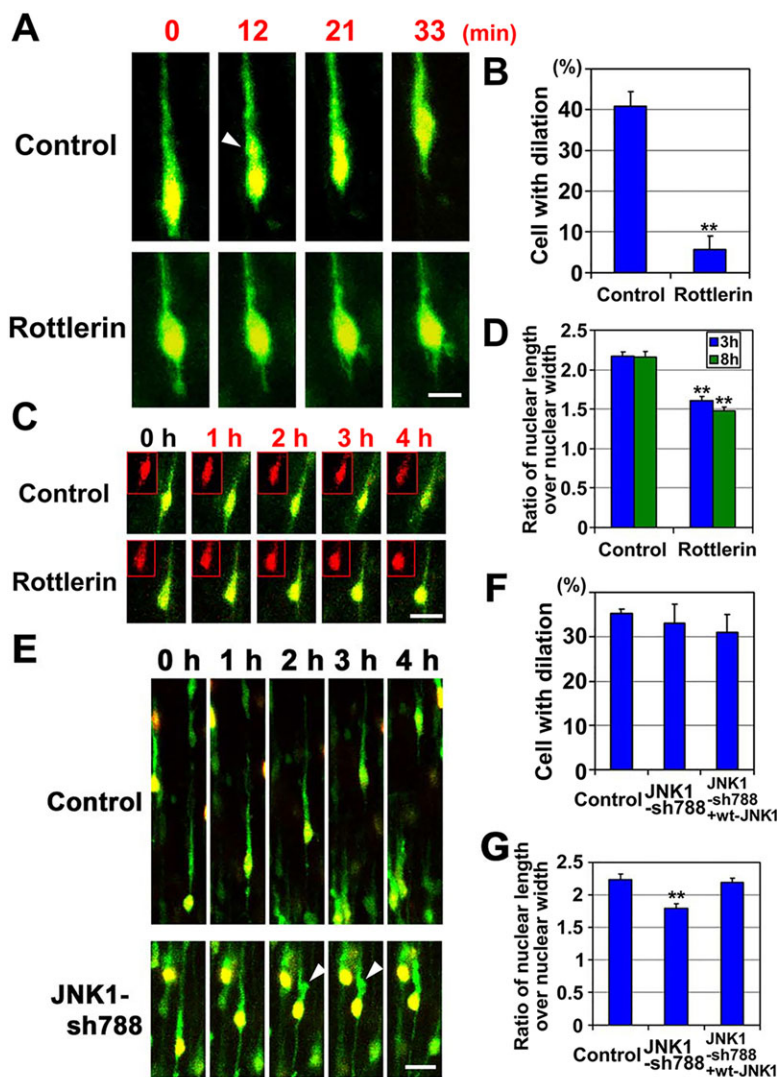 A
0 12 21 33 (min)
Control
Rottlerin
B
(%)
Cell with dilation
40
30
20
10
0
Control Rottlerin
**
C
0 h 1 h 2 h 3 h 4 h
Control
Rottlerin
D
Ratio of nuclear length
over nuclear width
2.5
2.0
1.5
1.0
0.5
0
3h
8h
** **
Control Rottlerin
E
0 h 1 h 2 h 3 h 4 h
Control
JNK1-
sh788
F
(%)
Cell with dilation
30
20
10
0
Control
JNK1
-sh788
JNK1
-sh788
+wt-JNK1
G
Ratio of nuclear length
over nuclear width
2.5
2
1.5
1
0.5
0
**
Control
JNK1
-sh788
JNK1
-sh788
+wt-JNK1